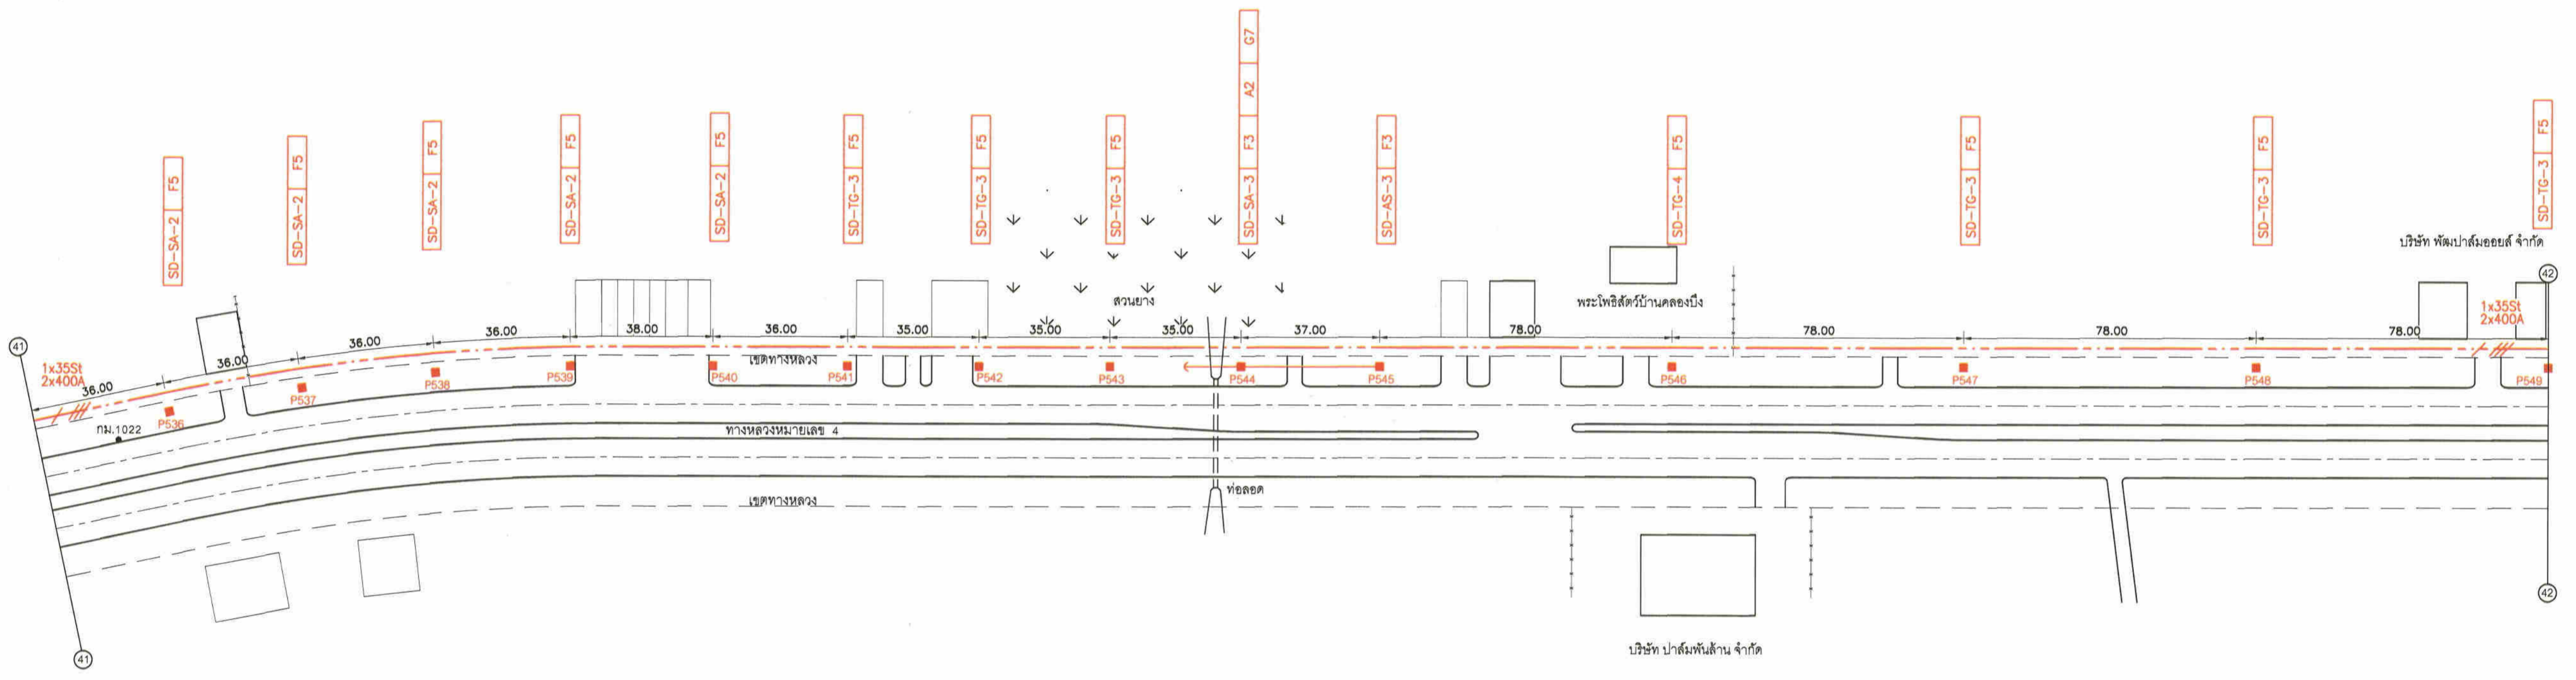 SD-SA-2 F5
SD-SA-2 F5
SD-SA-2 F5
SD-SA-2 F5
SD-SA-2 F5
SD-TG-3 F5
SD-TG-3 F5
SD-TG-3 F5
SD-SA-3 F3 A2 G7
SD-AS-3 F3
SD-TG-4 F5
SD-TG-3 F5
SD-TG-3 F5
SD-TG-3 F5
บริษัท พัฒปาล์มออยล์ จำกัด
42
สวนยาง
พระโพธิสัตว์บ้านคลองบึง
1x35St
2x400A
41
1x35St
2x400A
36.00
36.00
36.00
36.00
38.00
36.00
35.00
35.00
35.00
37.00
78.00
78.00
78.00
78.00
เขตทางหลวง
P536
P537
P538
P539
P540
P541
P542
P543
P544
P545
P546
P547
P548
P549
กม.1022
ทางหลวงหมายเลข 4
ท่อลอด
เขตทางหลวง
42
41
บริษัท ปาล์มพันล้าน จำกัด